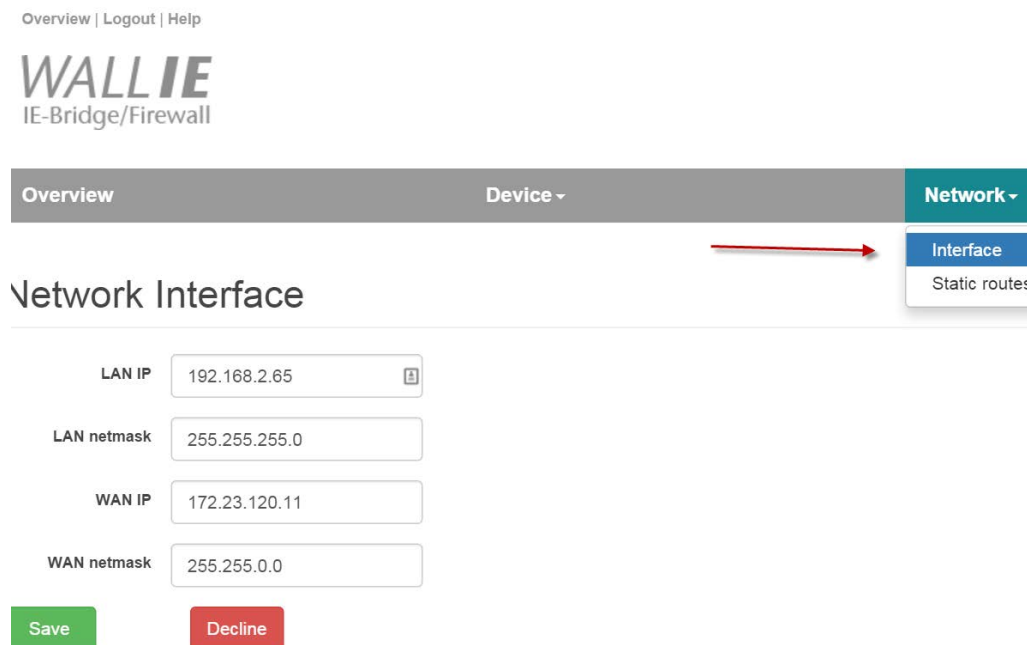 Overview | Logout | Help
WALL IE
IE-Bridge/Firewall
Overview Device Network
Interface
Static routes
Network Interface
LAN IP 192.168.2.65
LAN netmask 255.255.255.0
WAN IP 172.23.120.11
WAN netmask 255.255.0.0
Save Decline